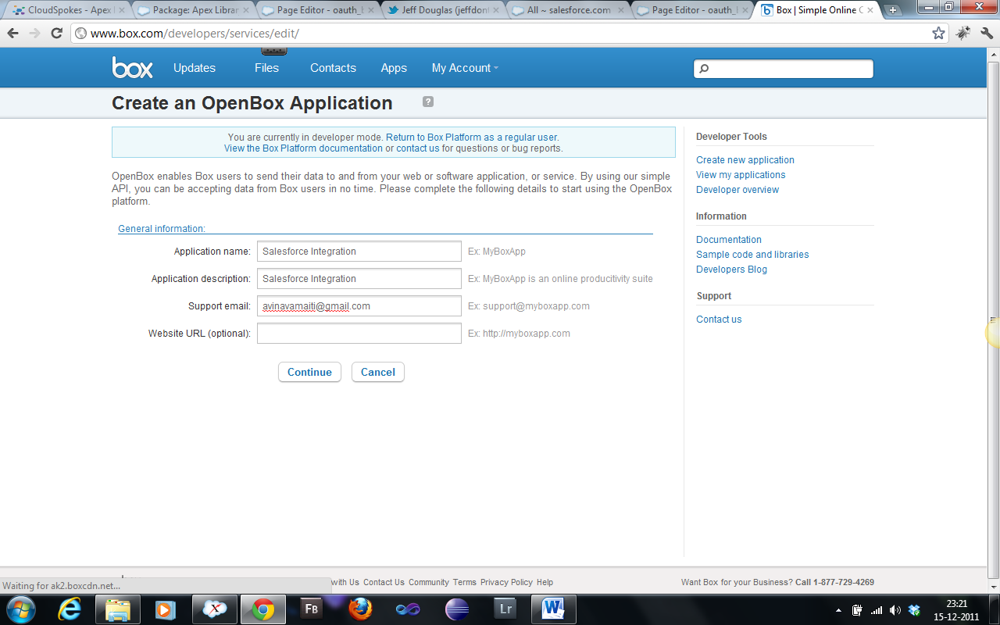 CloudSpokes - Apex
Package: Apex Librar
Page Editor - oauth_
Jeff Douglas (jeffdon
All ~ salesforce.com
Page Editor - oauth_
Box | Simple Online
www.box.com/developers/services/edit/
box
Updates
Files
Contacts
Apps
My Account
Create an OpenBox Application
?
You are currently in developer mode. Return to Box Platform as a regular user.
View the Box Platform documentation or contact us for questions or bug reports.
OpenBox enables Box users to send their data to and from your web or software application, or service. By using our simple
API, you can be accepting data from Box users in no time. Please complete the following details to start using the OpenBox
platform.
General information:
Application name: Salesforce Integration Ex: MyBoxApp
Application description: Salesforce Integration Ex: MyBoxApp is an online producitivity suite
Support email: avinavamaiti@gmail.com Ex: support@myboxapp.com
Website URL (optional): Ex: http://myboxapp.com
Continue
Cancel
Developer Tools
Create new application
View my applications
Developer overview
Information
Documentation
Sample code and libraries
Developers Blog
Support
Contact us
Waiting for ak2.boxcdn.net...
with Us Contact Us Community Terms Privacy Policy Help
Want Box for your Business? Call 1-877-729-4269
FB
Lr
W
23:21
15-12-2011